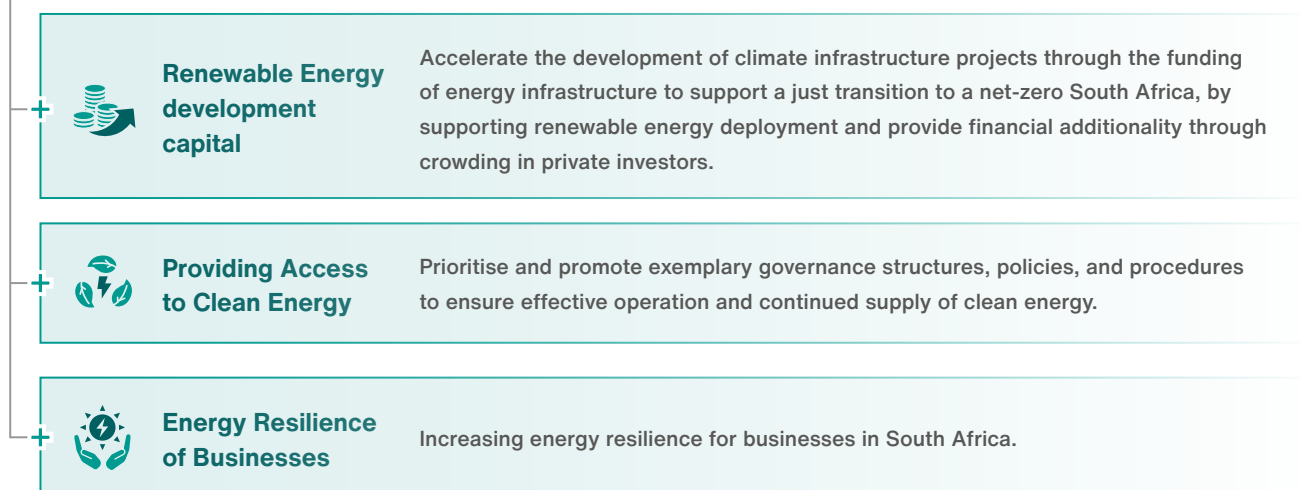 Renewable Energy
development
capital
Accelerate the development of climate infrastructure projects through the funding
of energy infrastructure to support a just transition to a net-zero South Africa, by
supporting renewable energy deployment and provide financial additionality through
crowding in private investors.
Providing Access
to Clean Energy
Prioritise and promote exemplary governance structures, policies, and procedures
to ensure effective operation and continued supply of clean energy.
Energy Resilience
of Businesses
Increasing energy resilience for businesses in South Africa.